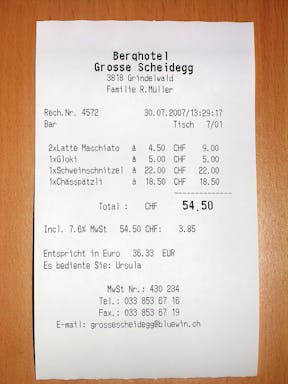 Berghotel
Grosse Scheidegg
3818 Grindelwald
Familie R.Müller
Rech.Nr. 4572 30.07.2007/13:29:17
Bar Tisch 7/01
2xLatte Macchiato à 4.50 CHF 9.00
1xGloki à 5.00 CHF 5.00
1xSchweinschnitzel à 22.00 CHF 22.00
1xChässpätzli à 18.50 CHF 18.50
Total: CHF 54.50
Incl. 7.6% MwSt 54.50 CHF: 3.85
Entspricht in Euro 36.33 EUR
Es bediente Sie: Ursula
MwSt Nr.: 430 234
Tel.: 033 853 67 16
Fax.: 033 853 67 19
E-mail: grossescheidegg@bluewin.ch